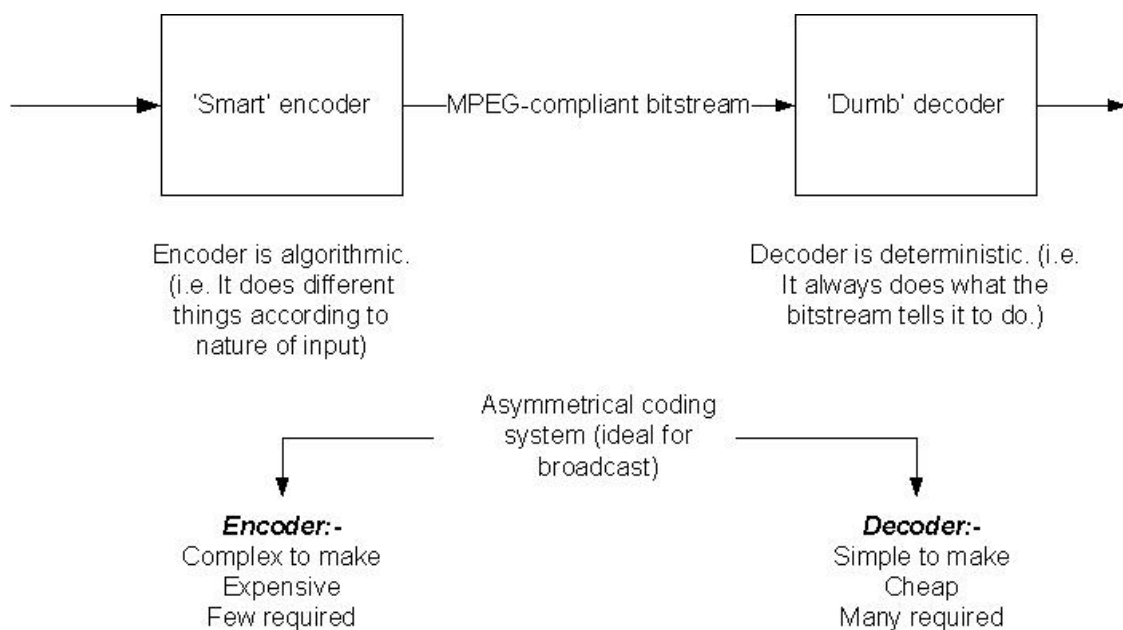 'Smart' encoder
MPEG-compliant bitstream
'Dumb' decoder
Encoder is algorithmic.
(i.e. It does different
things according to
nature of input)
Decoder is deterministic. (i.e.
It always does what the
bitstream tells it to do.)
Asymmetrical coding
system (ideal for
broadcast)
Encoder:-
Complex to make
Expensive
Few required
Decoder:-
Simple to make
Cheap
Many required